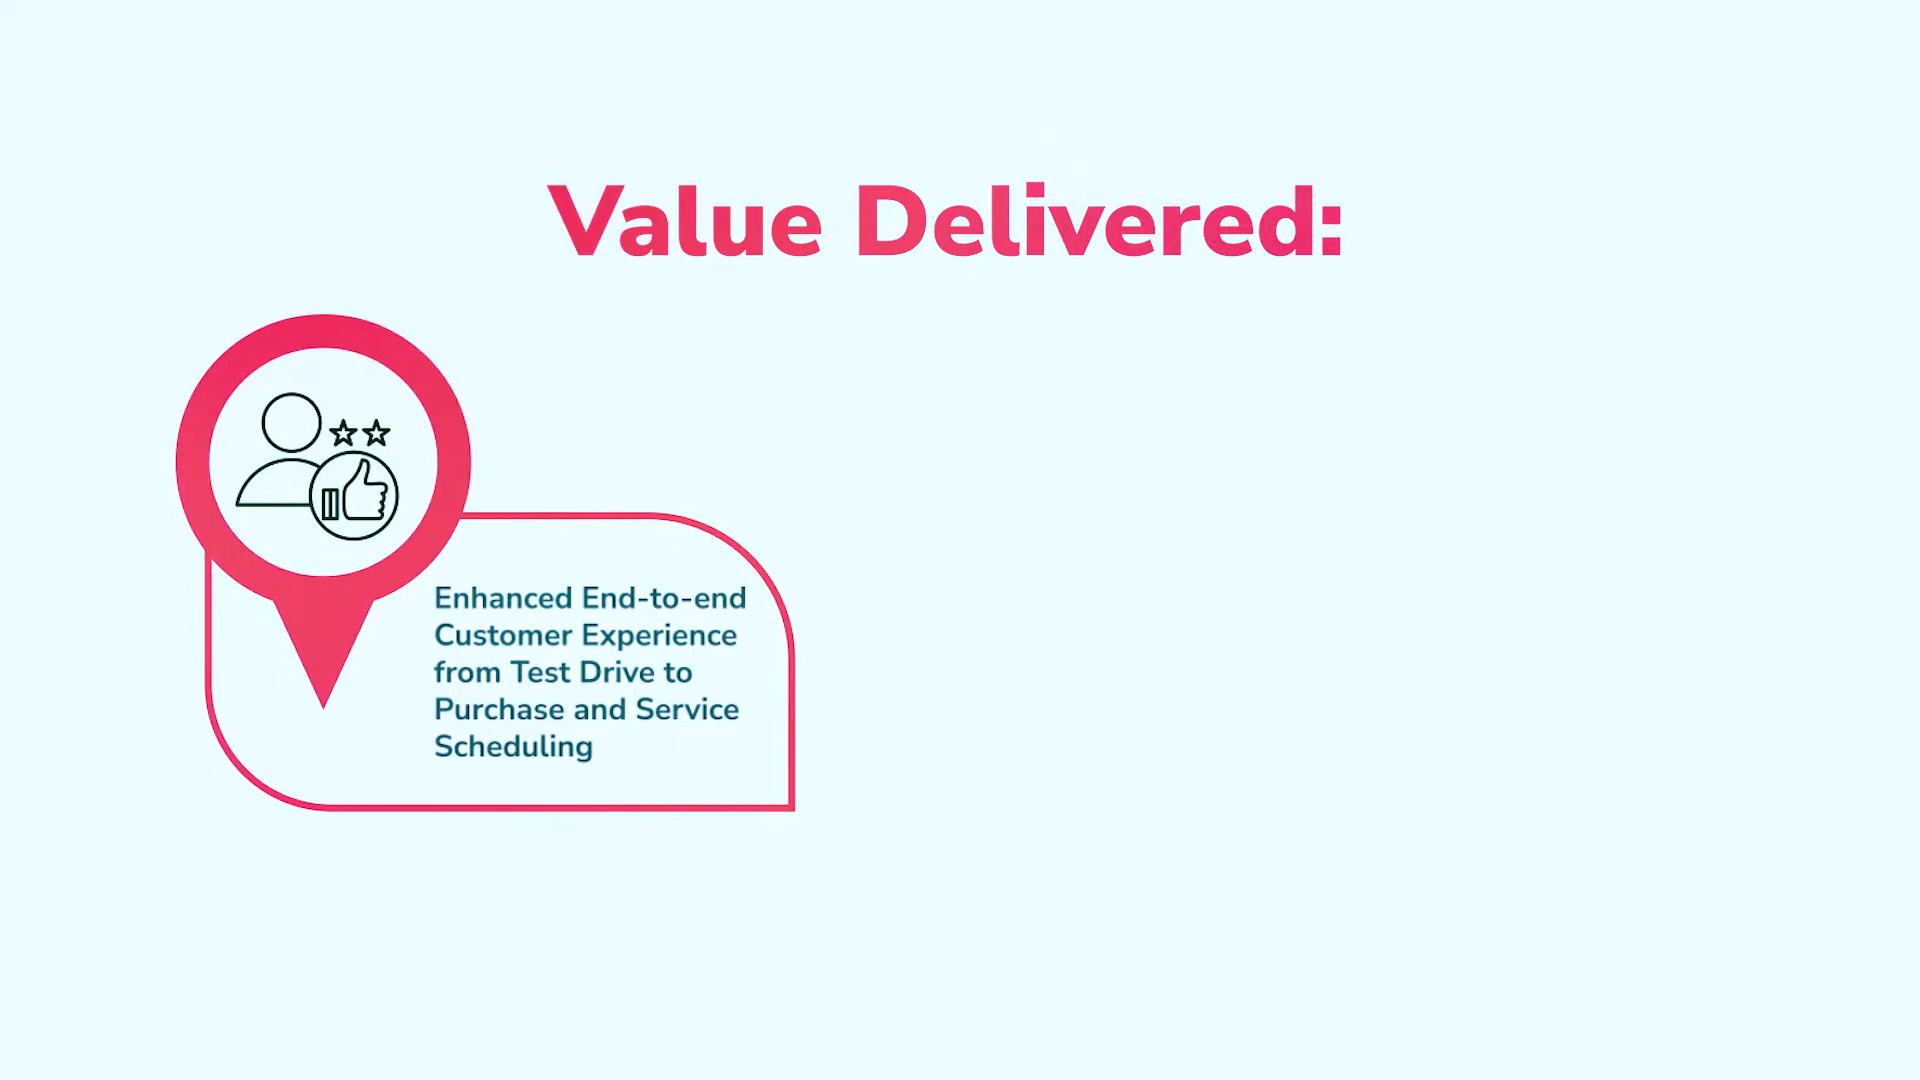 Value Delivered:
Enhanced End-to-end
Customer Experience
from Test Drive to
Purchase and Service
Scheduling